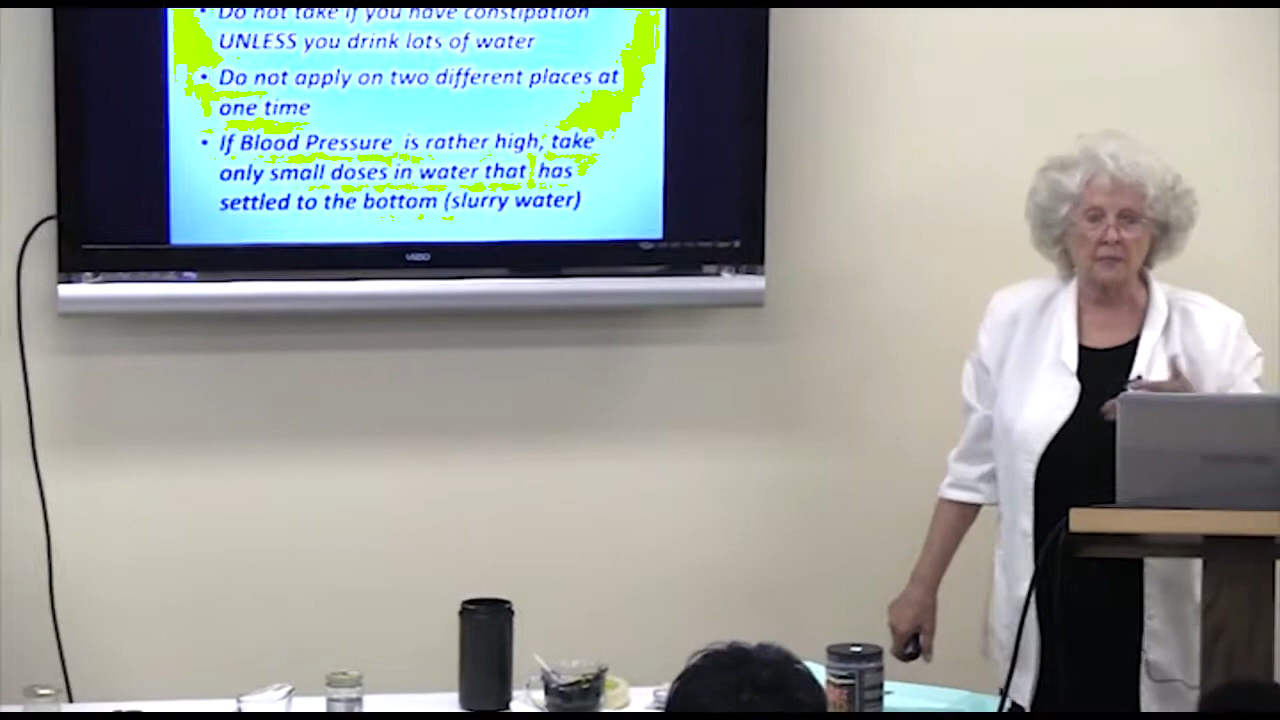 • Do not take if you have constipation
UNLESS you drink lots of water
• Do not apply on two different places at
one time
• If Blood Pressure is rather high, take
only small doses in water that has
settled to the bottom (slurry water)
VIZIO